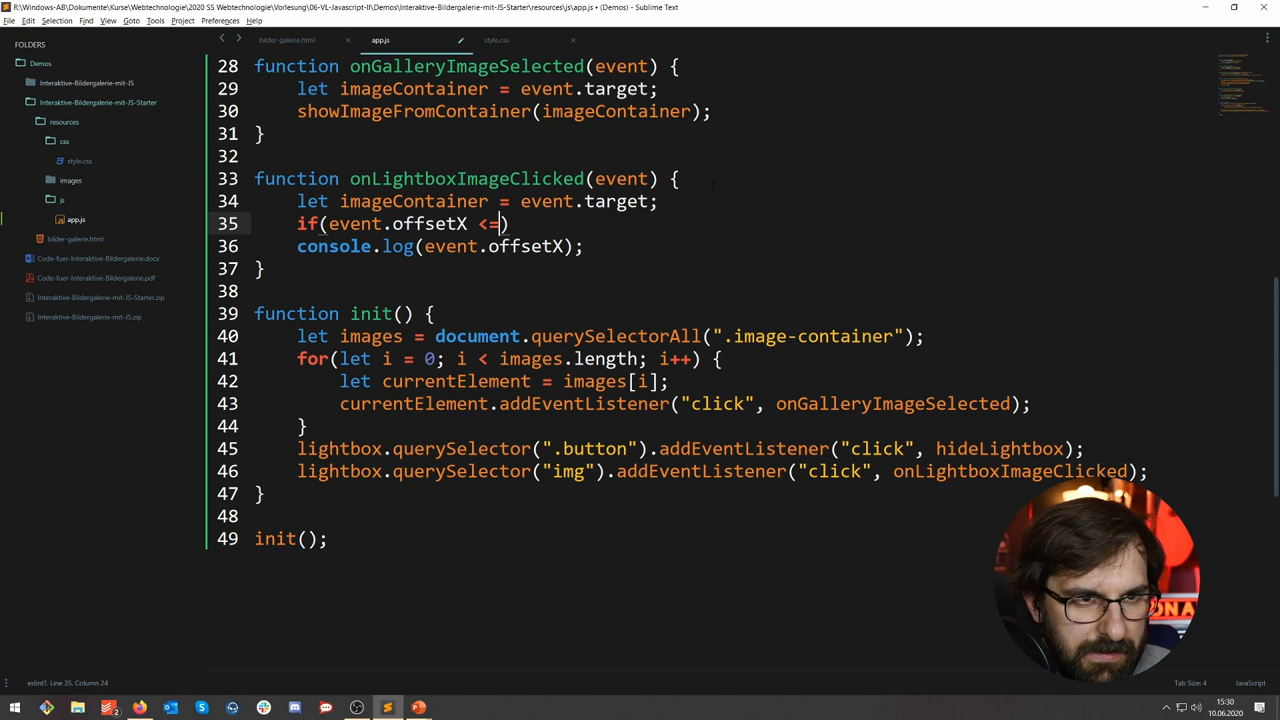 R:\Windows-AB\Dokumente\Kurse\Webtechnologie\2020 SS Webtechnologie\Vorlesung\06-VL-Javascript-II\Demos\Interaktive-Bildergalerie-mit-JS-Starter\resources\js\app.js • (Demos) - Sublime Text
File Edit Selection Find View Goto Tools Project Preferences Help
FOLDERS
Demos
Interaktive-Bildergalerie-mit-JS
Interaktive-Bildergalerie-mit-JS-Starter
resources
css
style.css
images
js
app.js
bilder-galerie.html
Code-fuer-Interaktive-Bildergalerie.docx
Code-fuer-Interaktive-Bildergalerie.pdf
Interaktive-Bildergalerie-mit-JS-Starter.zip
Interaktive-Bildergalerie-mit-JS.zip
bilder-galerie.html app.js style.css
28 function onGalleryImageSelected(event) {
29 let imageContainer = event.target;
30 showImageFromContainer(imageContainer);
31 }
32
33 function onLightboxImageClicked(event) {
34 let imageContainer = event.target;
35 if(event.offsetX <=)
36 console.log(event.offsetX);
37 }
38
39 function init() {
40 let images = document.querySelectorAll(".image-container");
41 for(let i = 0; i < images.length; i++) {
42 let currentElement = images[i];
43 currentElement.addEventListener("click", onGalleryImageSelected);
44 }
45 lightbox.querySelector(".button").addEventListener("click", hideLightbox);
46 lightbox.querySelector("img").addEventListener("click", onLightboxImageClicked);
47 }
48
49 init();
eslint?, Line 35, Column 24
Tab Size: 4 JavaScript
15:30
10.06.2020